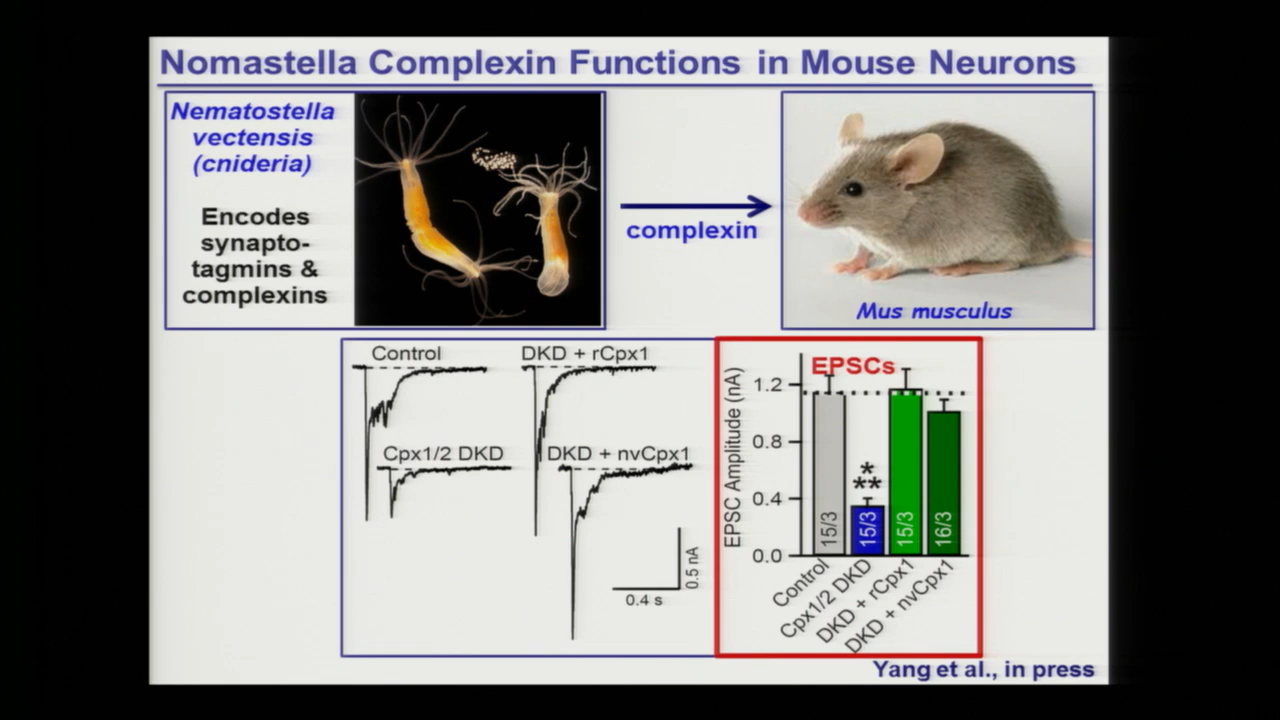 Nomastella Complexin Functions in Mouse Neurons
Nematostella
vectensis
(cnideria)
Encodes
synapto-
tagmins &
complexins
complexin
Mus musculus
Control
DKD + rCpx1
Cpx1/2 DKD
DKD + nvCpx1
0.5 nA
0.4 s
EPSCs
EPSC Amplitude (nA)
1.2
0.8
0.4
0.0
*
**
15/3
15/3
15/3
16/3
Control
Cpx1/2 DKD
DKD + rCpx1
DKD + nvCpx1
Yang et al., in press